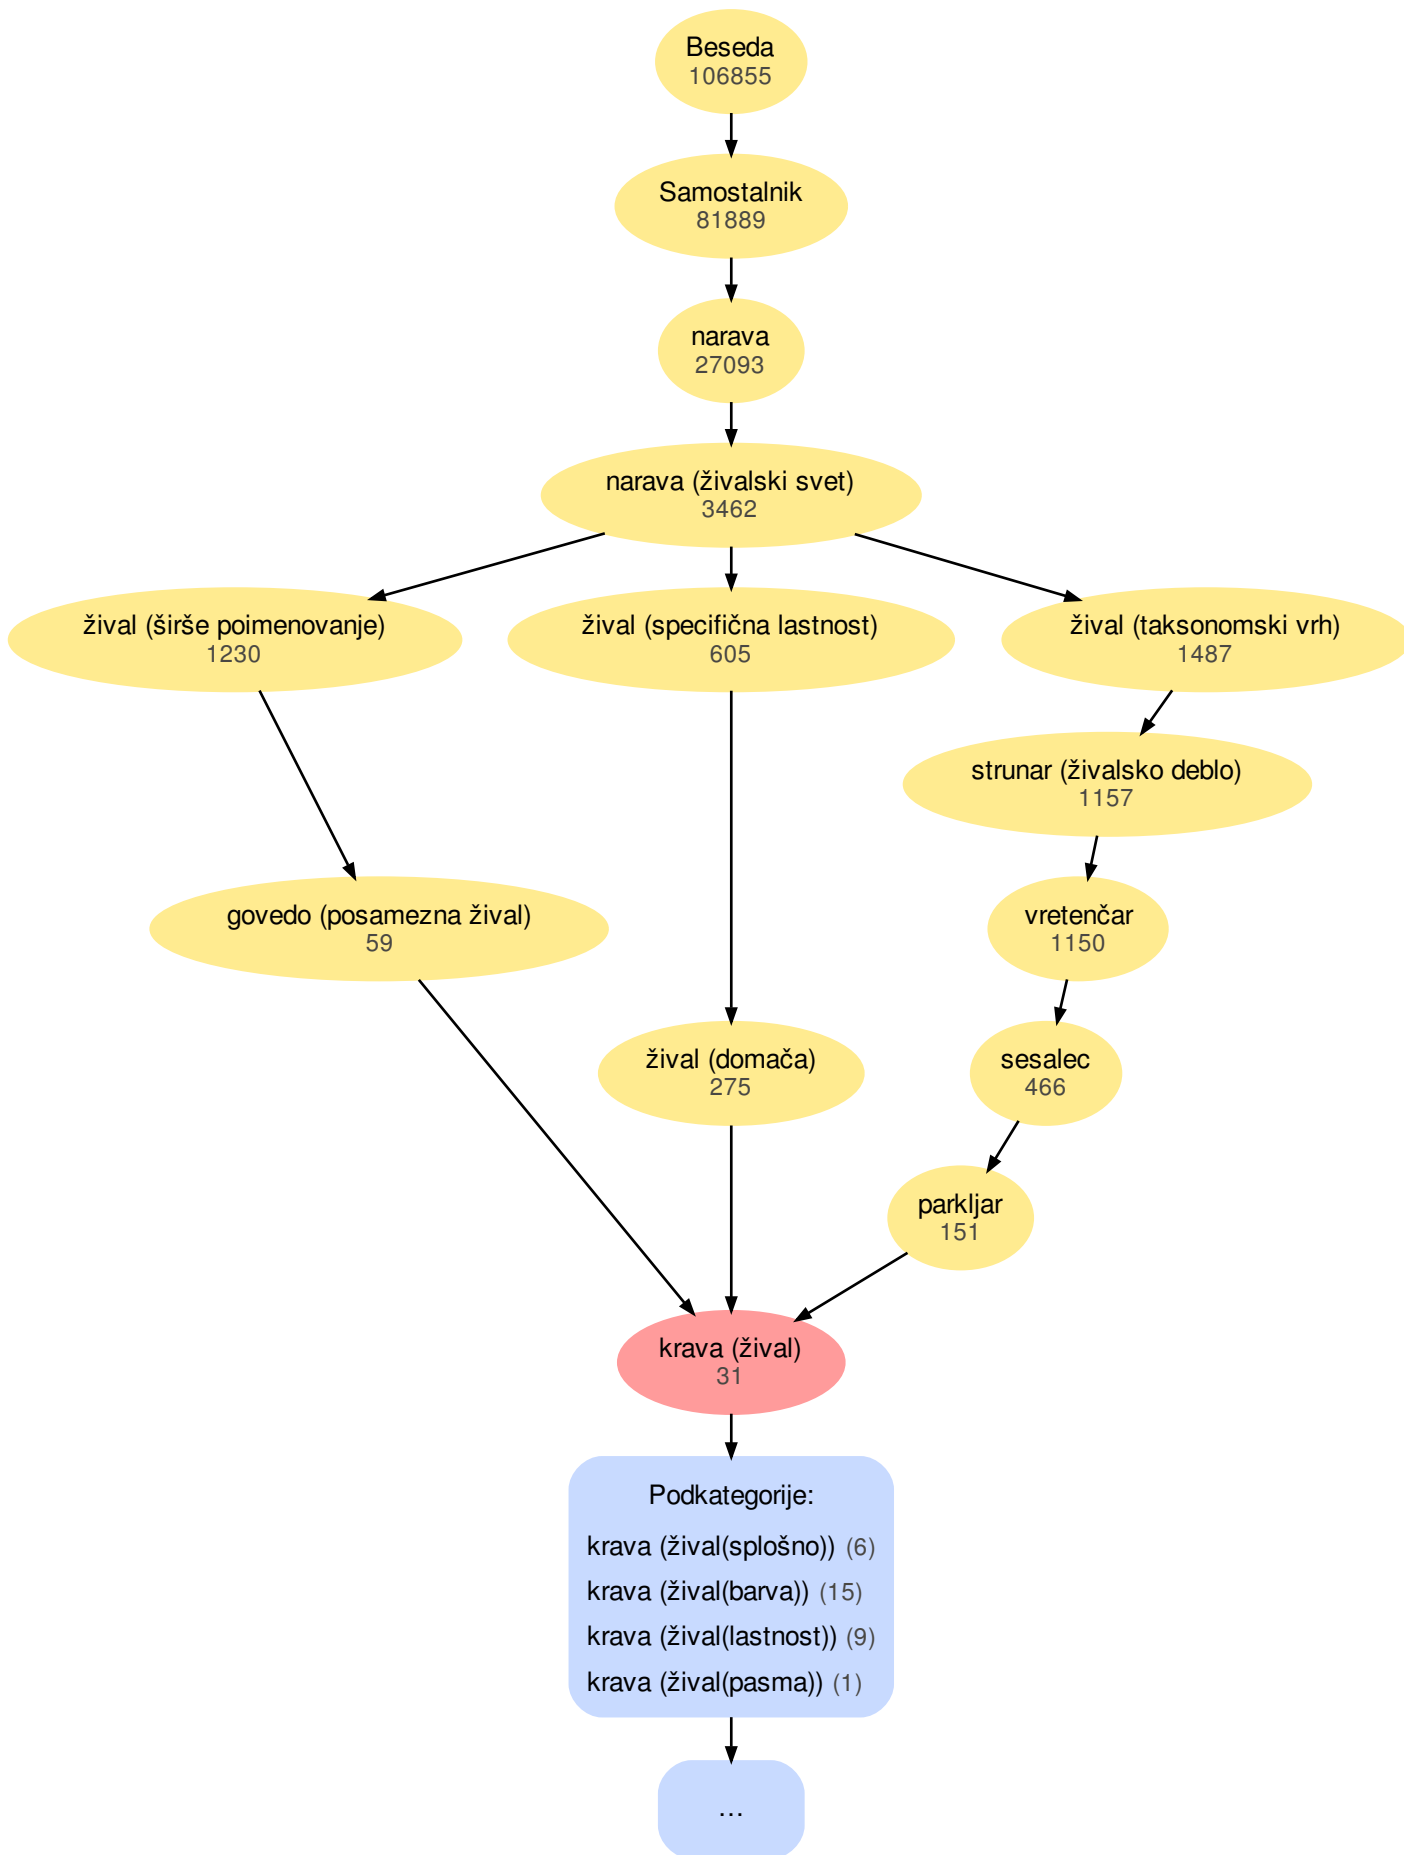 Beseda
106855
Samostalnik
81889
narava
27093
narava (živalski svet)
3462
žival (širše poimenovanje)
1230
žival (specifična lastnost)
605
žival (taksonomski vrh)
1487
strunar (živalsko deblo)
1157
govedo (posamezna žival)
59
vretenčar
1150
žival (domača)
275
sesalec
466
parkljar
151
krava (žival)
31
Podkategorije:
krava (žival(splošno)) (6)
krava (žival(barva)) (15)
krava (žival(lastnost)) (9)
krava (žival(pasma)) (1)
…